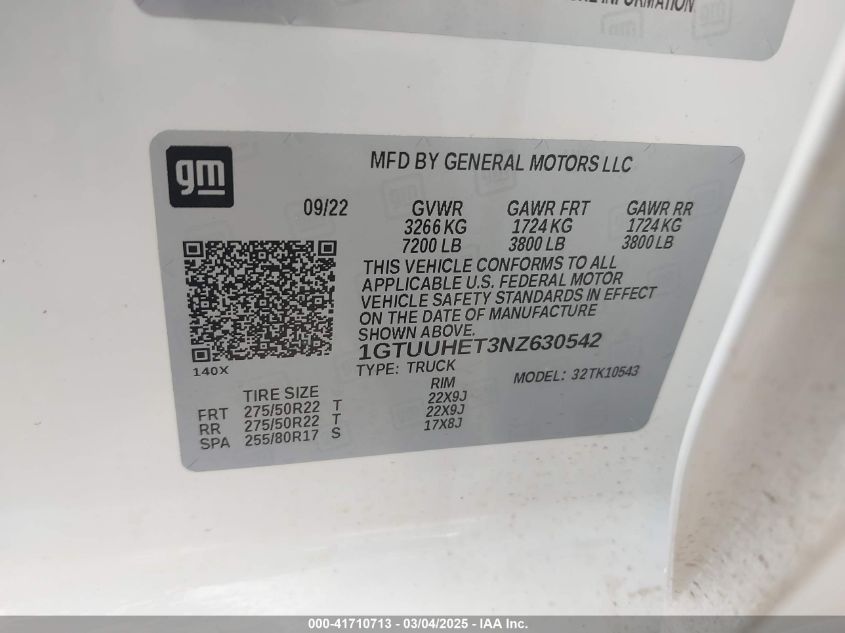 INFORMATION
gm
MFD BY GENERAL MOTORS LLC
09/22 GVWR GAWR FRT GAWR RR
3266 KG 1724 KG 1724 KG
7200 LB 3800 LB 3800 LB
THIS VEHICLE CONFORMS TO ALL
APPLICABLE U.S. FEDERAL MOTOR
VEHICLE SAFETY STANDARDS IN EFFECT
ON THE DATE OF MANUFACTURE
SHOWN ABOVE.
1GTUUHET3NZ630542
140X
TYPE: TRUCK MODEL: 32TK10543
TIRE SIZE RIM
FRT 275/50R22 T 22X9J
RR 275/50R22 T 22X9J
SPA 255/80R17 S 17X8J
000-41710713 - 03/04/2025 - IAA Inc.